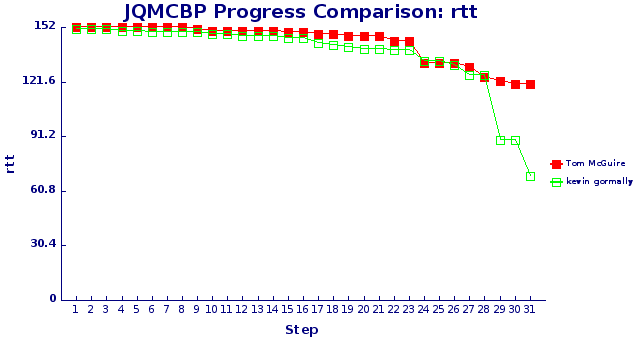 JQMCBP Progress Comparison: rtt
152
121.6
91.2
60.8
30.4
0
rtt
1 2 3 4 5 6 7 8 9 10 11 12 13 14 15 16 17 18 19 20 21 22 23 24 25 26 27 28 29 30 31
Step
Tom McGuire
kevin gormally